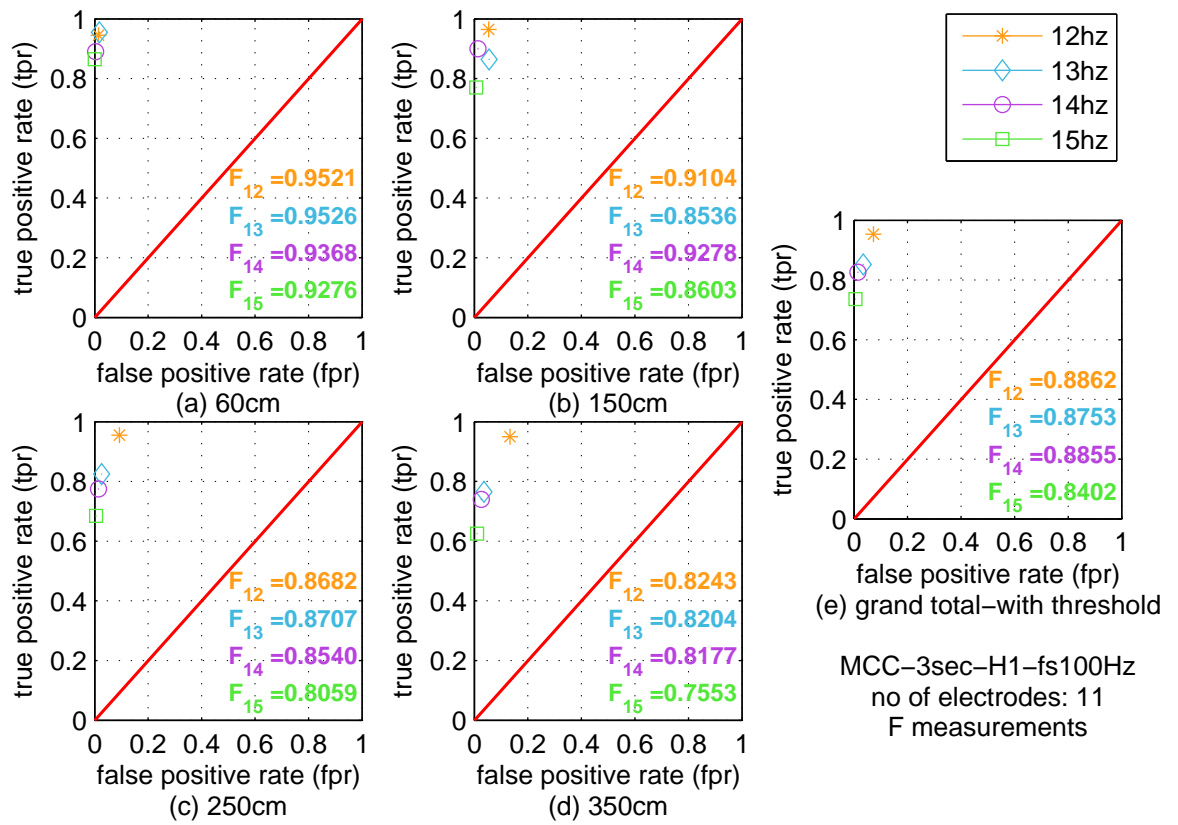 true positive rate (tpr)
1
0.8
0.6
0.4
0.2
0
0 0.2 0.4 0.6 0.8 1
F12 =0.9521
F13 =0.9526
F14 =0.9368
F15 =0.9276
false positive rate (fpr)
(a) 60cm
true positive rate (tpr)
1
0.8
0.6
0.4
0.2
0
0 0.2 0.4 0.6 0.8 1
F12 =0.9104
F13 =0.8536
F14 =0.9278
F15 =0.8603
false positive rate (fpr)
(b) 150cm
12hz
13hz
14hz
15hz
true positive rate (tpr)
1
0.8
0.6
0.4
0.2
0
0 0.2 0.4 0.6 0.8 1
F12 =0.8682
F13 =0.8707
F14 =0.8540
F15 =0.8059
false positive rate (fpr)
(c) 250cm
true positive rate (tpr)
1
0.8
0.6
0.4
0.2
0
0 0.2 0.4 0.6 0.8 1
F12 =0.8243
F13 =0.8204
F14 =0.8177
F15 =0.7553
false positive rate (fpr)
(d) 350cm
true positive rate (tpr)
1
0.8
0.6
0.4
0.2
0
0 0.2 0.4 0.6 0.8 1
F12 =0.8862
F13 =0.8753
F14 =0.8855
F15 =0.8402
false positive rate (fpr)
(e) grand total−with threshold
MCC−3sec−H1−fs100Hz
no of electrodes: 11
F measurements